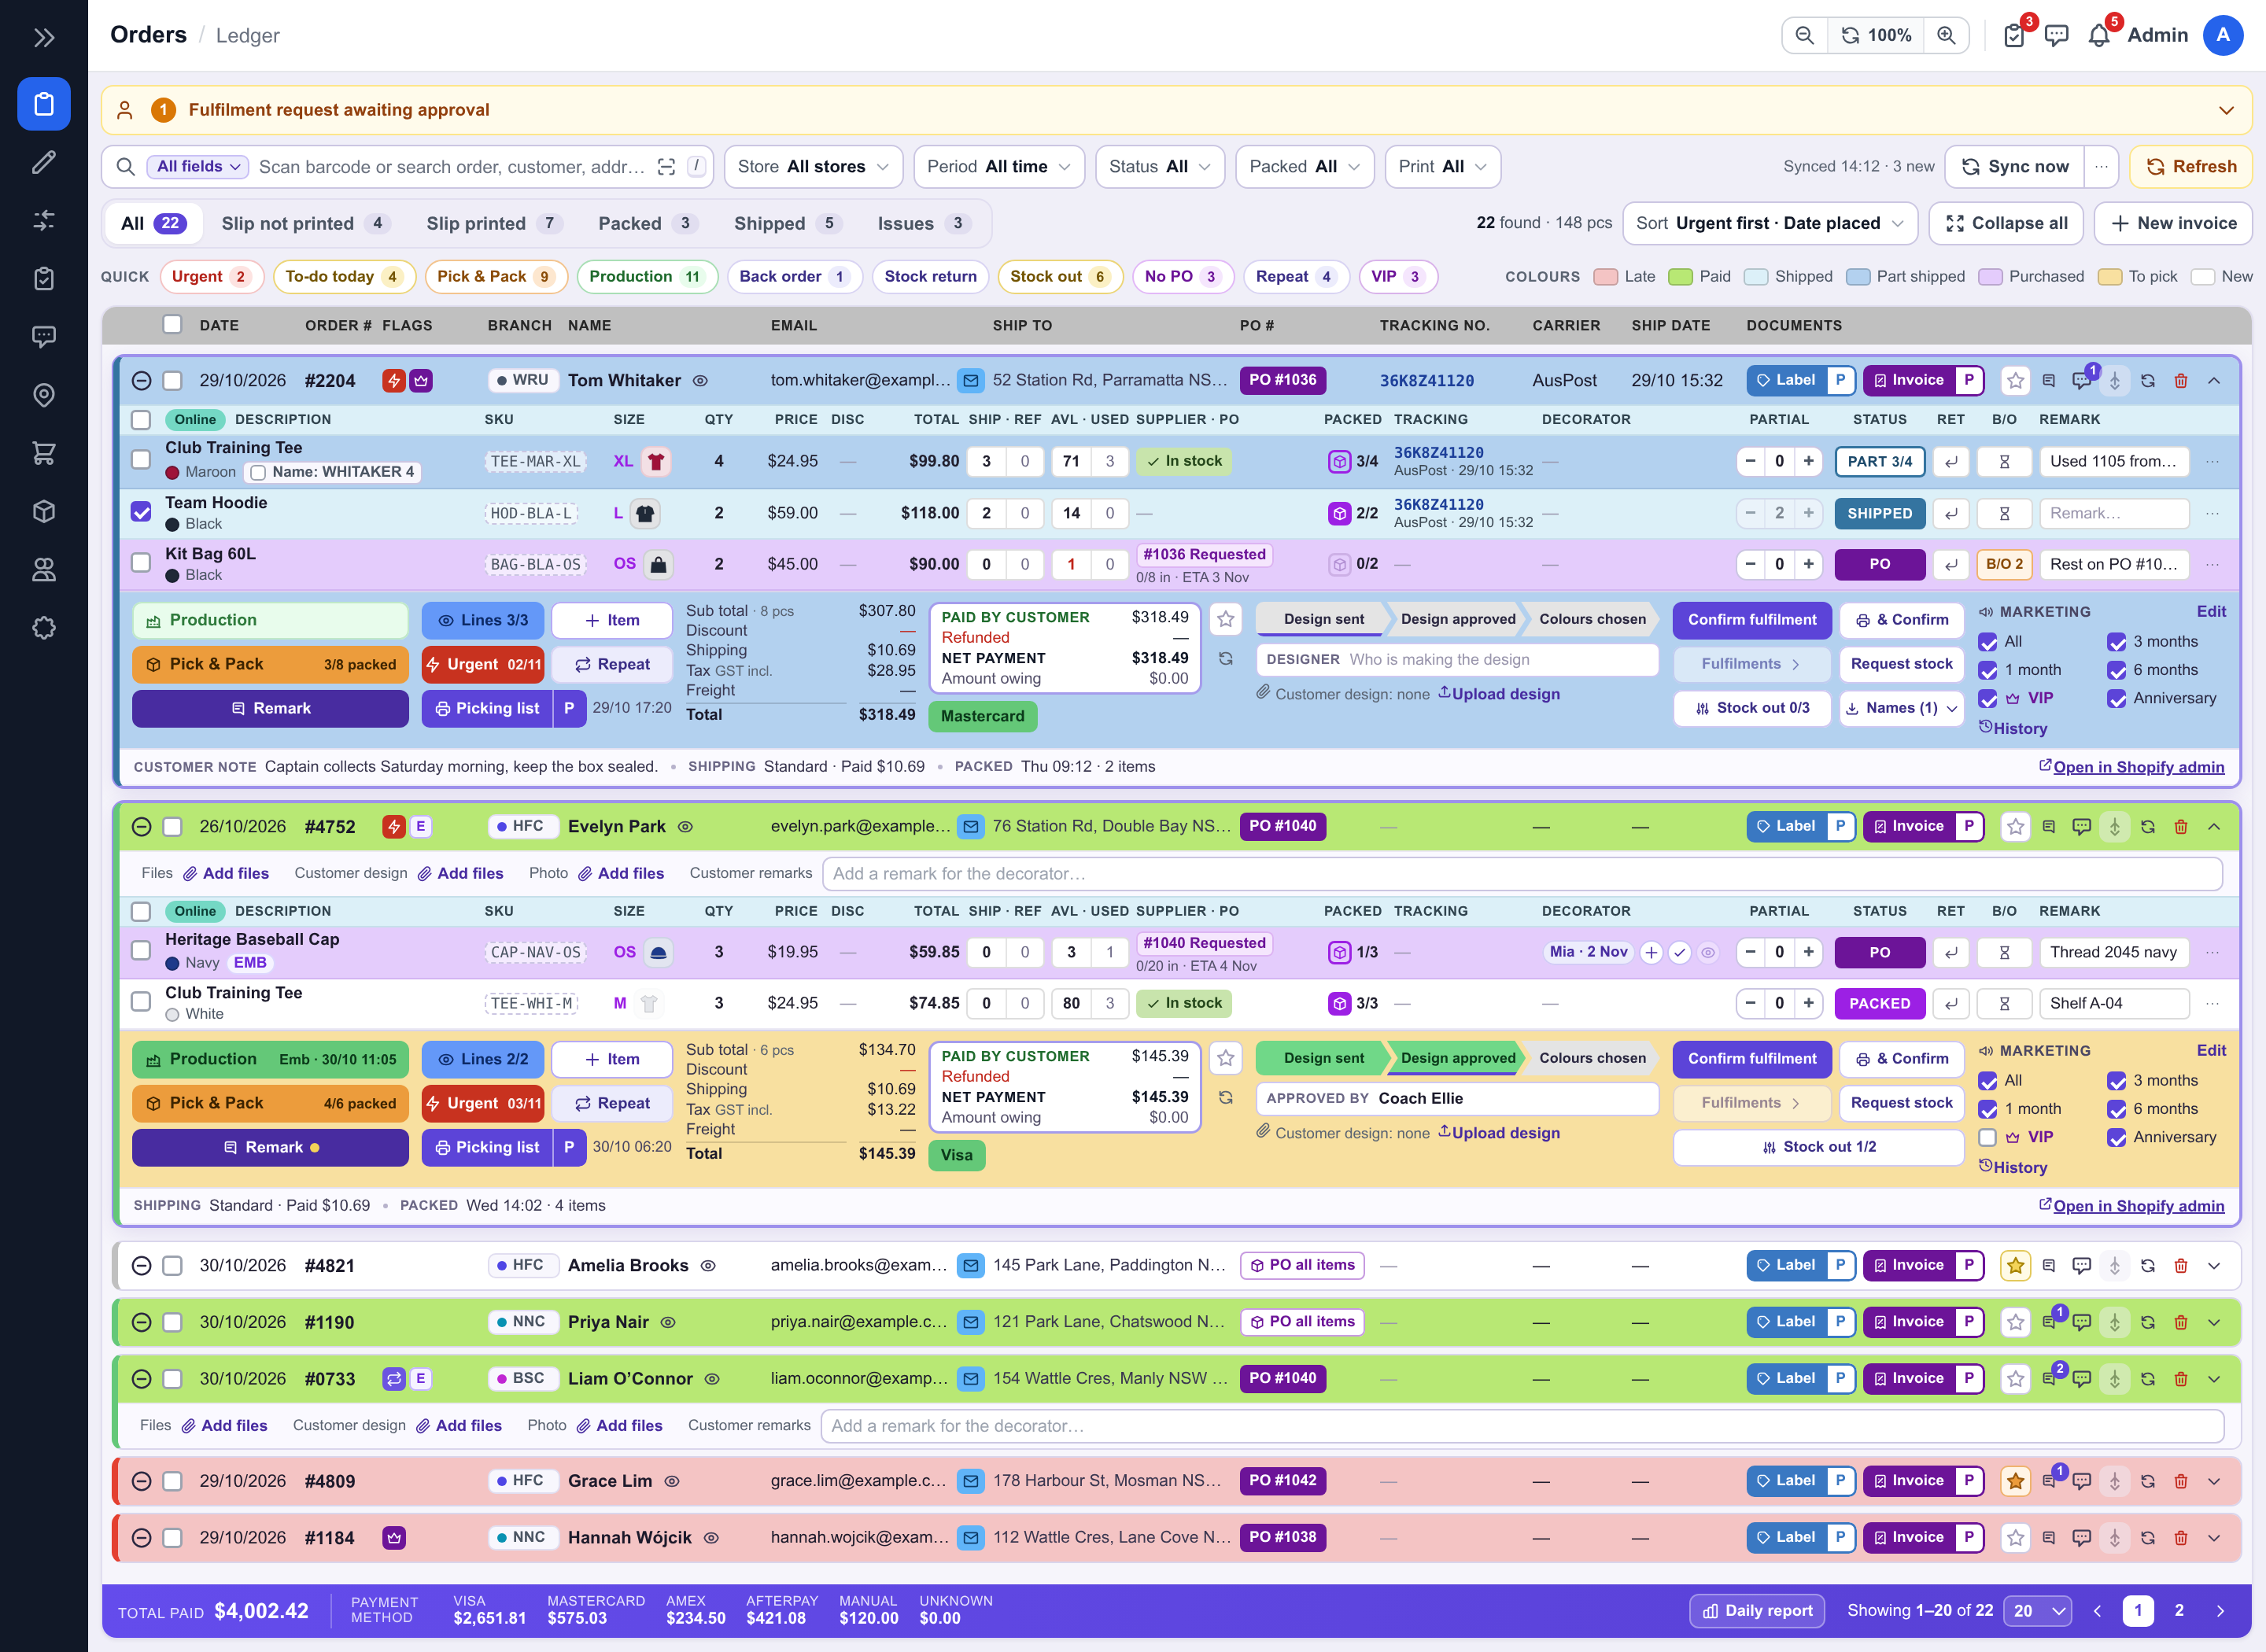 Orders / Ledger
100%
3
5
Admin
A
1 Fulfilment request awaiting approval
All fields Scan barcode or search order, customer, addr… /
Store All stores
Period All time
Status All
Packed All
Print All
Synced 14:12 · 3 new
Sync now
Refresh
All 22 Slip not printed 4 Slip printed 7 Packed 3 Shipped 5 Issues 3
22 found · 148 pcs
Sort Urgent first · Date placed
Collapse all
New invoice
QUICK Urgent 2 To-do today 4 Pick & Pack 9 Production 11 Back order 1 Stock return Stock out 6 No PO 3 Repeat 4 VIP 3
COLOURS Late Paid Shipped Part shipped Purchased To pick New
DATE ORDER # FLAGS BRANCH NAME EMAIL SHIP TO PO # TRACKING NO. CARRIER SHIP DATE DOCUMENTS
29/10/2026 #2204 WRU Tom Whitaker tom.whitaker@exampl… 52 Station Rd, Parramatta NS… PO #1036 36K8Z41120 AusPost 29/10 15:32 Label P Invoice P 1
Online DESCRIPTION SKU SIZE QTY PRICE DISC TOTAL SHIP · REF AVL · USED SUPPLIER · PO PACKED TRACKING DECORATOR PARTIAL STATUS RET B/O REMARK
Club Training Tee
Maroon Name: WHITAKER 4
TEE-MAR-XL XL 4 $24.95 — $99.80 3 0 71 3 In stock 3/4 36K8Z41120
AusPost · 29/10 15:32
— − 0 + PART 3/4 Used 1105 from… …
Team Hoodie
Black
HOD-BLA-L L 2 $59.00 — $118.00 2 0 14 0 — 2/2 36K8Z41120
AusPost · 29/10 15:32
— − 2 + SHIPPED Remark… …
Kit Bag 60L
Black
BAG-BLA-OS OS 2 $45.00 — $90.00 0 0 1 0 #1036 Requested
0/8 in · ETA 3 Nov
0/2 — — − 0 + PO B/O 2 Rest on PO #10… …
Production
Lines 3/3
+ Item
Pick & Pack 3/8 packed
Urgent 02/11
Repeat
Remark
Picking list P 29/10 17:20
Sub total · 8 pcs $307.80
Discount —
Shipping $10.69
Tax GST incl. $28.95
Freight —
Total $318.49
PAID BY CUSTOMER $318.49
Refunded —
NET PAYMENT $318.49
Amount owing $0.00
Mastercard
Design sent Design approved Colours chosen
DESIGNER Who is making the design
Customer design: none Upload design
Confirm fulfilment
& Confirm
Fulfilments
Request stock
Stock out 0/3
Names (1)
MARKETING Edit
All 3 months
1 month 6 months
VIP Anniversary
History
CUSTOMER NOTE Captain collects Saturday morning, keep the box sealed. • SHIPPING Standard · Paid $10.69 • PACKED Thu 09:12 · 2 items
Open in Shopify admin
26/10/2026 #4752 E HFC Evelyn Park evelyn.park@example… 76 Station Rd, Double Bay NS… PO #1040 — — — Label P Invoice P
Files Add files Customer design Add files Photo Add files Customer remarks Add a remark for the decorator…
Online DESCRIPTION SKU SIZE QTY PRICE DISC TOTAL SHIP · REF AVL · USED SUPPLIER · PO PACKED TRACKING DECORATOR PARTIAL STATUS RET B/O REMARK
Heritage Baseball Cap
Navy EMB
CAP-NAV-OS OS 3 $19.95 — $59.85 0 0 3 1 #1040 Requested
0/20 in · ETA 4 Nov
1/3 — Mia · 2 Nov − 0 + PO Thread 2045 navy …
Club Training Tee
White
TEE-WHI-M M 3 $24.95 — $74.85 0 0 80 3 In stock 3/3 — — − 0 + PACKED Shelf A-04 …
Production Emb · 30/10 11:05
Lines 2/2
+ Item
Pick & Pack 4/6 packed
Urgent 03/11
Repeat
Remark
Picking list P 30/10 06:20
Sub total · 6 pcs $134.70
Discount —
Shipping $10.69
Tax GST incl. $13.22
Freight —
Total $145.39
PAID BY CUSTOMER $145.39
Refunded —
NET PAYMENT $145.39
Amount owing $0.00
Visa
Design sent Design approved Colours chosen
APPROVED BY Coach Ellie
Customer design: none Upload design
Confirm fulfilment
& Confirm
Fulfilments
Request stock
Stock out 1/2
MARKETING Edit
All 3 months
1 month 6 months
VIP Anniversary
History
SHIPPING Standard · Paid $10.69 • PACKED Wed 14:02 · 4 items
Open in Shopify admin
30/10/2026 #4821 HFC Amelia Brooks amelia.brooks@exam… 145 Park Lane, Paddington N… PO all items — — — Label P Invoice P
30/10/2026 #1190 NNC Priya Nair priya.nair@example.c… 121 Park Lane, Chatswood N… PO all items — — — Label P Invoice P 1
30/10/2026 #0733 E BSC Liam O’Connor liam.oconnor@examp… 154 Wattle Cres, Manly NSW … PO #1040 — — — Label P Invoice P 2
Files Add files Customer design Add files Photo Add files Customer remarks Add a remark for the decorator…
29/10/2026 #4809 HFC Grace Lim grace.lim@example.c… 178 Harbour St, Mosman NS… PO #1042 — — — Label P Invoice P 1
29/10/2026 #1184 NNC Hannah Wójcik hannah.wojcik@exam… 112 Wattle Cres, Lane Cove N… PO #1038 — — — Label P Invoice P
TOTAL PAID $4,002.42
PAYMENT METHOD
VISA $2,651.81
MASTERCARD $575.03
AMEX $234.50
AFTERPAY $421.08
MANUAL $120.00
UNKNOWN $0.00
Daily report
Showing 1–20 of 22
20
1 2